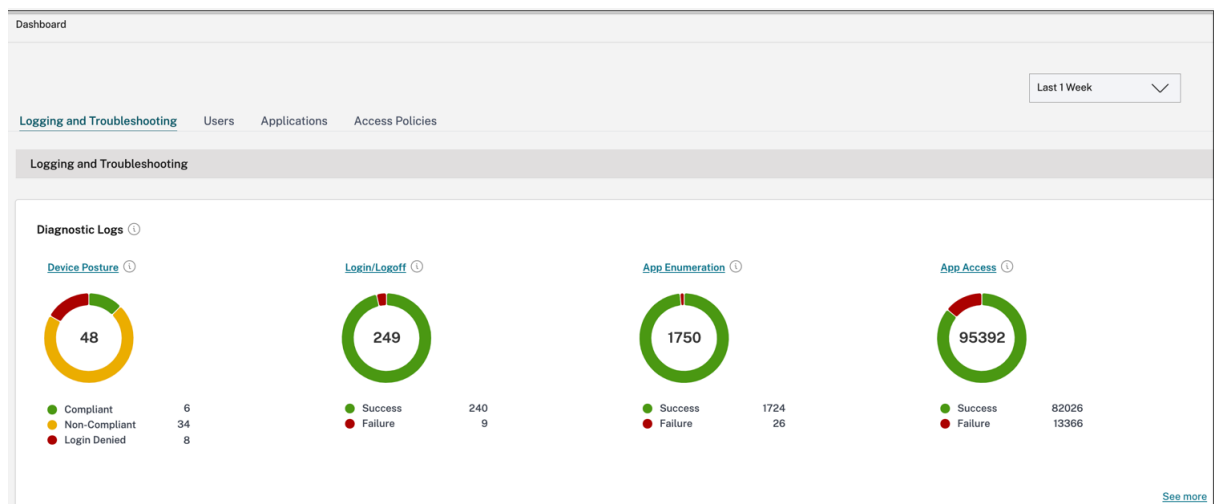 Dashboard
Last 1 Week
Logging and Troubleshooting Users Applications Access Policies
Logging and Troubleshooting
Diagnostic Logs
Device Posture Login/Logoff App Enumeration App Access
48 249 1750 95392
Compliant 6 Success 240 Success 1724 Success 82026
Non-Compliant 34 Failure 9 Failure 26 Failure 13366
Login Denied 8
See more